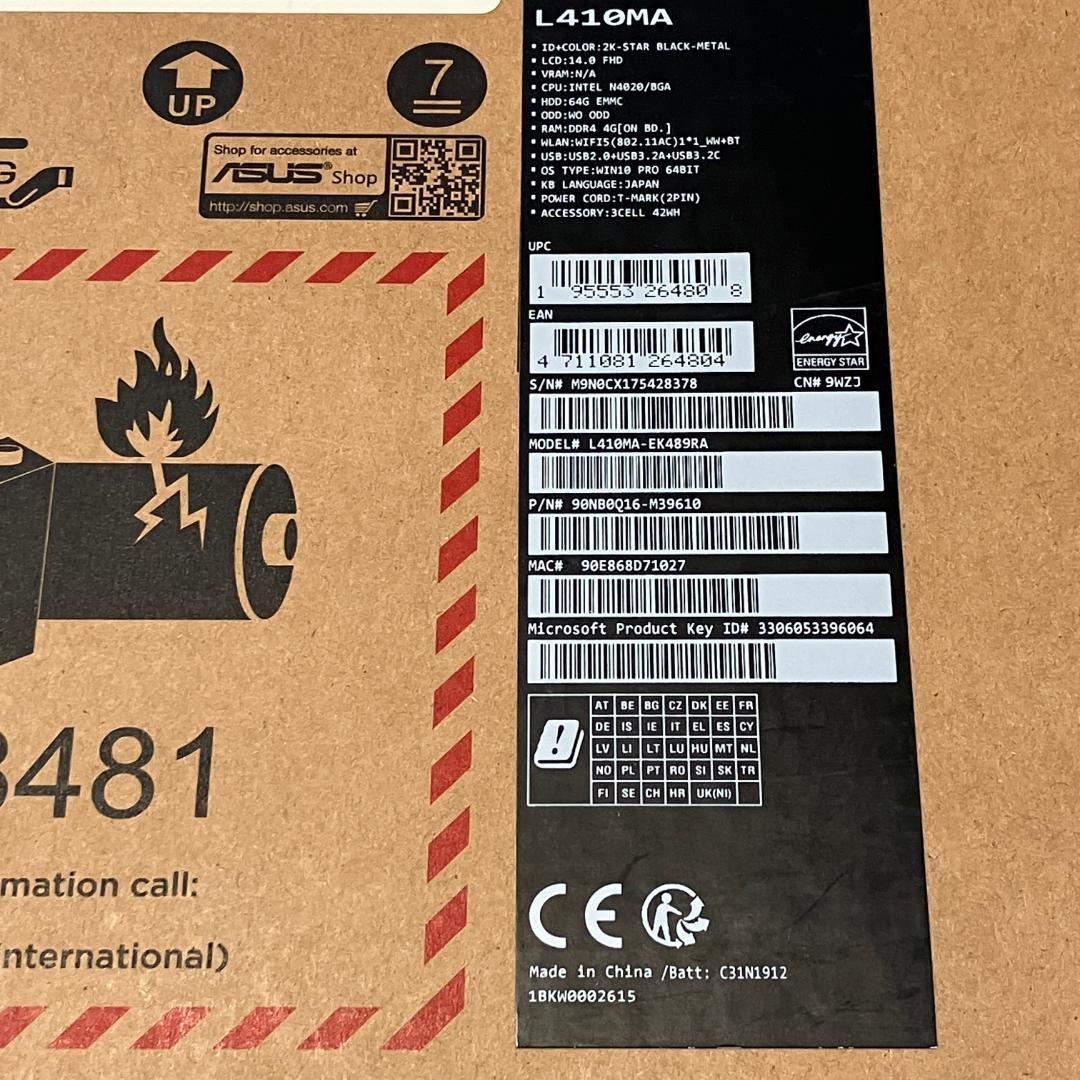 UP
7
Shop for accessories at
ASUS® Shop
http://shop.asus.com
G
481
mation call:
nternational)
L410MA
▪ ID+COLOR:2K-STAR BLACK-METAL
▪ LCD:14.0 FHD
▪ VRAM:N/A
▪ CPU:INTEL N4020/BGA
▪ HDD:64G EMMC
▪ ODD:WO ODD
▪ RAM:DDR4 4G[ON BD.]
▪ WLAN:WIFI5(802.11AC)1*1_WW+BT
▪ USB:USB2.0+USB3.2A+USB3.2C
▪ OS TYPE:WIN10 PRO 64BIT
▪ KB LANGUAGE:JAPAN
▪ POWER CORD:T-MARK(2PIN)
▪ ACCESSORY:3CELL 42WH
UPC
1 95553 26480 8
EAN
4 711081 264804
energy
ENERGY STAR
S/N# M9N0CX175428378 CN# 9WZJ
MODEL# L410MA-EK489RA
P/N# 90NB0Q16-M39610
MAC# 90E868D71027
Microsoft Product Key ID# 3306053396064
AT BE BG CZ DK EE FR
DE IS IE IT EL ES CY
LV LI LT LU HU MT NL
NO PL PT RO SI SK TR
FI SE CH HR UK(NI)
CE
Made in China /Batt: C31N1912
1BKW0002615